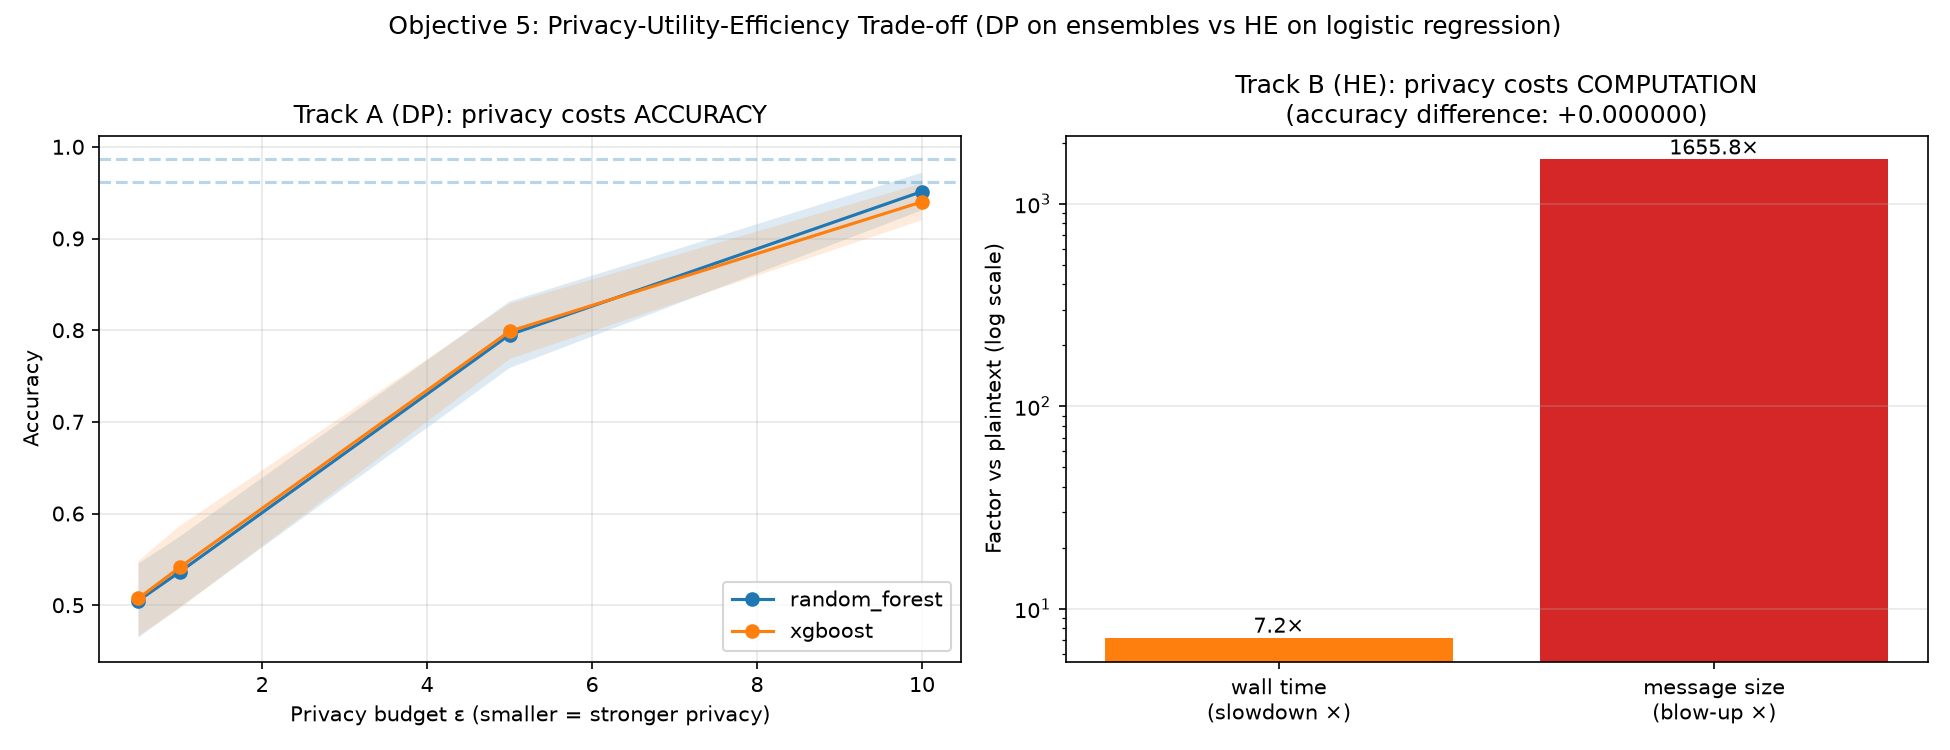 Objective 5: Privacy-Utility-Efficiency Trade-off (DP on ensembles vs HE on logistic regression)
Track A (DP): privacy costs ACCURACY
1.0
0.9
0.8
0.7
0.6
0.5
Accuracy
2
4
6
8
10
Privacy budget ε (smaller = stronger privacy)
random_forest
xgboost
Track B (HE): privacy costs COMPUTATION
(accuracy difference: +0.000000)
10³
10²
10¹
Factor vs plaintext (log scale)
7.2×
1655.8×
wall time
(slowdown ×)
message size
(blow-up ×)